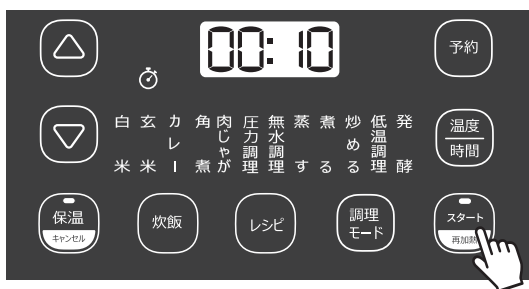 00:10
予約
白米
玄米
カレー
角煮
肉じゃが
圧力調理
無水調理
蒸す
煮る
炒める
低温調理
発酵
温度
時間
保温
キャンセル
炊飯
レシピ
調理
モード
スタート
再加熱